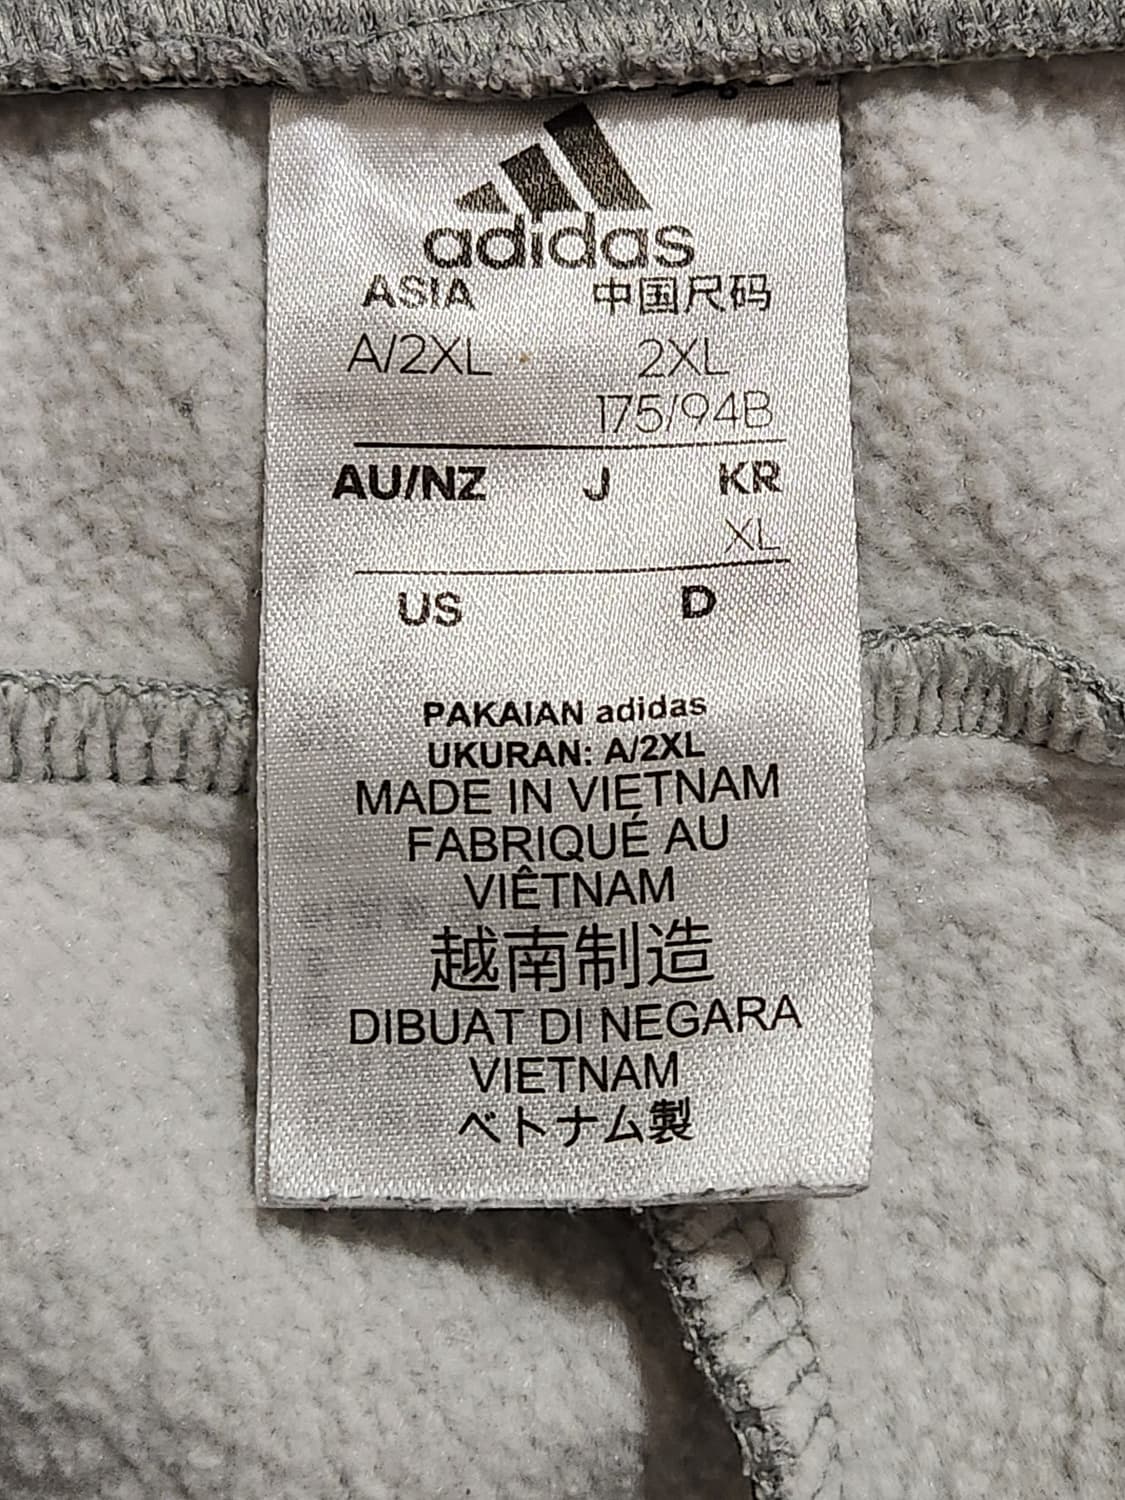 adidas
ASIA 中国尺码
A/2XL 2XL
175/94B
AU/NZ J KR
XL
US D
PAKAIAN adidas
UKURAN: A/2XL
MADE IN VIETNAM
FABRIQUÉ AU
VIÊTNAM
越南制造
DIBUAT DI NEGARA
VIETNAM
ベトナム製